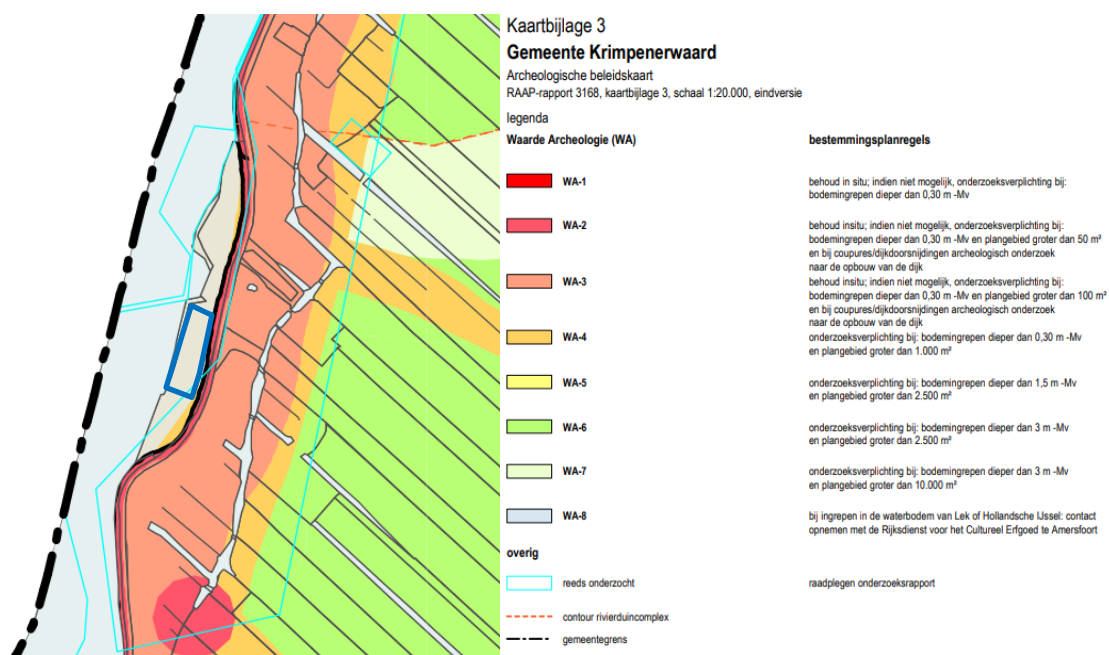 Kaartbijlage 3
Gemeente Krimpenerwaard
Archeologische beleidskaart
RAAP-rapport 3168, kaartbijlage 3, schaal 1:20.000, eindversie
legenda
Waarde Archeologie (WA)
bestemmingsplanregels
WA-1
behoud in situ; indien niet mogelijk, onderzoeksverplichting bij:
bodemingrepen dieper dan 0,30 m -Mv
WA-2
behoud insitu; indien niet mogelijk, onderzoeksverplichting bij:
bodemingrepen dieper dan 0,30 m -Mv en plangebied groter dan 50 m²
en bij coupures/dijkdoorsnijdingen archeologisch onderzoek
naar de opbouw van de dijk
WA-3
behoud insitu; indien niet mogelijk, onderzoeksverplichting bij:
bodemingrepen dieper dan 0,30 m -Mv en plangebied groter dan 100 m²
en bij coupures/dijkdoorsnijdingen archeologisch onderzoek
naar de opbouw van de dijk
WA-4
onderzoeksverplichting bij: bodemingrepen dieper dan 0,30 m -Mv
en plangebied groter dan 1.000 m²
WA-5
onderzoeksverplichting bij: bodemingrepen dieper dan 1,5 m -Mv
en plangebied groter dan 2.500 m²
WA-6
onderzoeksverplichting bij: bodemingrepen dieper dan 3 m -Mv
en plangebied groter dan 2.500 m²
WA-7
onderzoeksverplichting bij: bodemingrepen dieper dan 3 m -Mv
en plangebied groter dan 10.000 m²
WA-8
bij ingrepen in de waterbodem van Lek of Hollandsche IJssel: contact
opnemen met de Rijksdienst voor het Cultureel Erfgoed te Amersfoort
overig
reeds onderzocht
raadplegen onderzoeksrapport
contour rivierduincomplex
gemeentegrens